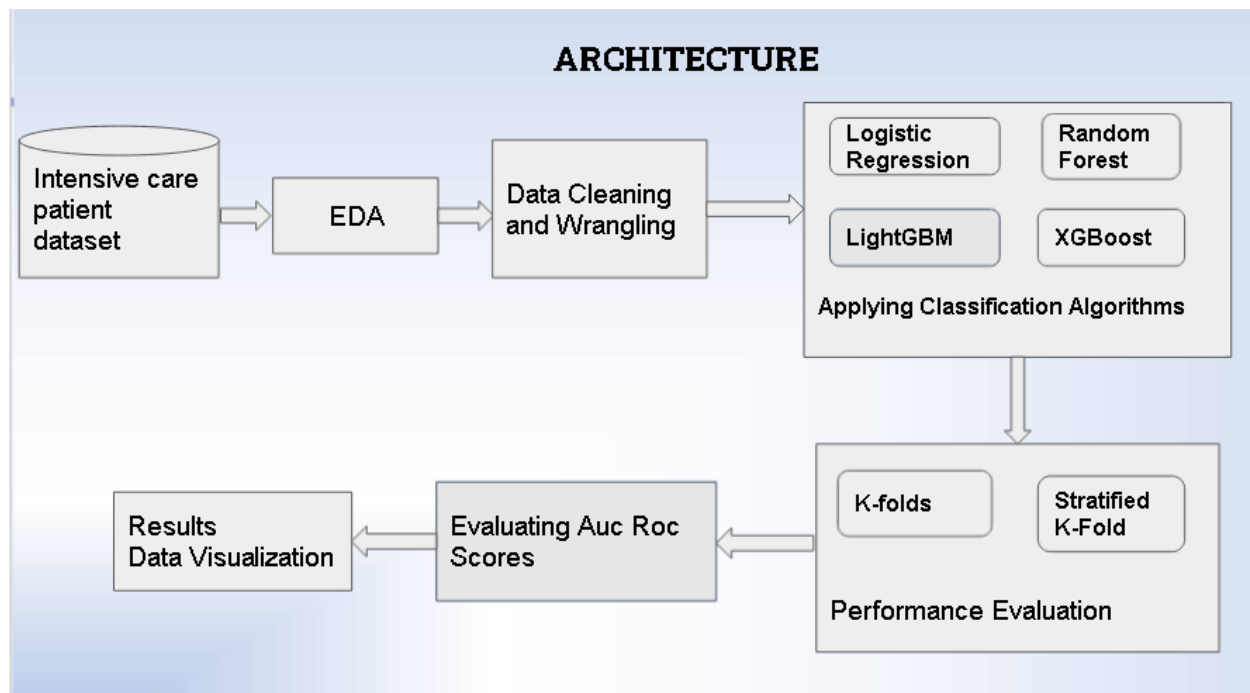 ARCHITECTURE
Intensive care
patient
dataset
EDA
Data Cleaning
and Wrangling
Logistic
Regression
Random
Forest
LightGBM
XGBoost
Applying Classification Algorithms
K-folds
Stratified
K-Fold
Performance Evaluation
Evaluating Auc Roc
Scores
Results
Data Visualization